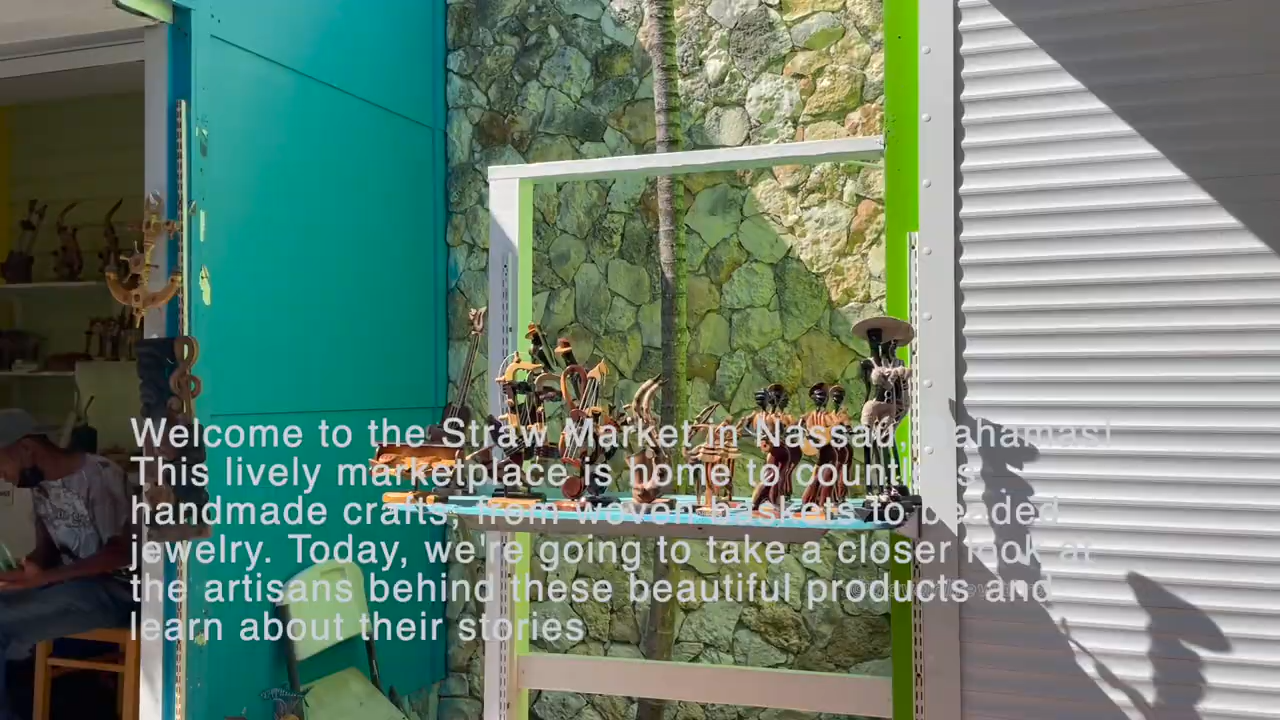 Welcome to the Straw Market in Nassau, Bahamas!
This lively marketplace is home to countless
handmade crafts, from woven baskets to beaded
jewelry. Today, we're going to take a closer look at
the artisans behind these beautiful products and
learn about their stories